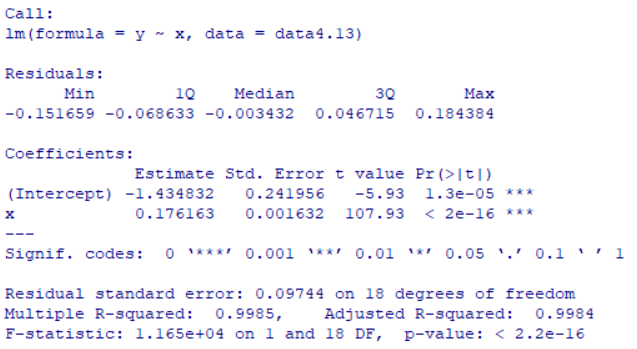 Call:
lm(formula = y ~ x, data = data4.13)
Residuals:
      Min        1Q    Median        3Q       Max
-0.151659 -0.068633 -0.003432  0.046715  0.184384
Coefficients:
             Estimate Std. Error t value Pr(>|t|)
(Intercept) -1.434832   0.241956   -5.93  1.3e-05 ***
x            0.176163   0.001632  107.93  < 2e-16 ***
---
Signif. codes:  0 ‘***’ 0.001 ‘**’ 0.01 ‘*’ 0.05 ‘.’ 0.1 ‘ ’ 1
Residual standard error: 0.09744 on 18 degrees of freedom
Multiple R-squared:  0.9985,	Adjusted R-squared:  0.9984
F-statistic: 1.165e+04 on 1 and 18 DF,  p-value: < 2.2e-16